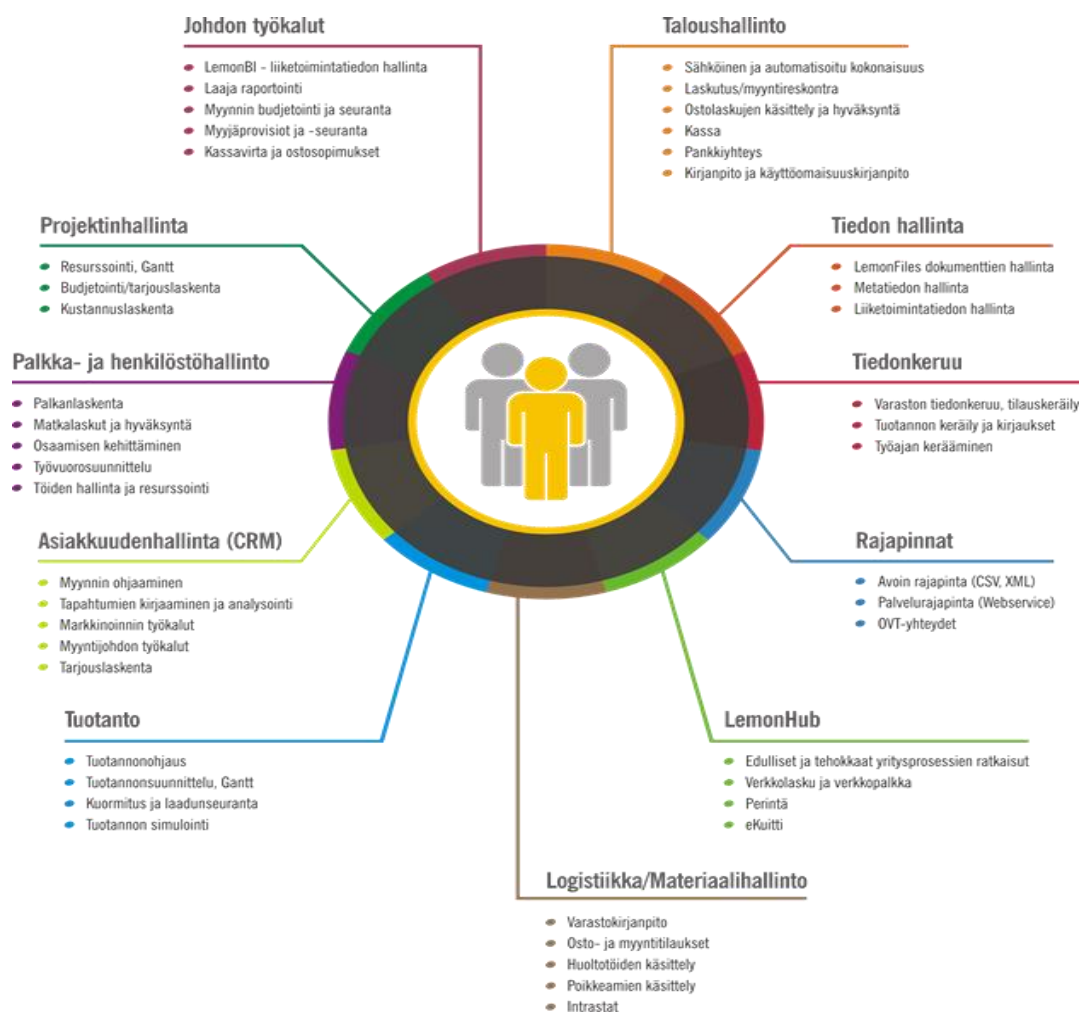 Johdon työkalut
LemonBI - liiketoimintatiedon hallinta
Laaja raportointi
Myynnin budjetointi ja seuranta
Myyjäprovisiot ja -seuranta
Kassavirta ja ostosopimukset
Taloushallinto
Sähköinen ja automatisoitu kokonaisuus
Laskutus/myyntireskontra
Ostolaskujen käsittely ja hyväksyntä
Kassa
Pankkiyhteys
Kirjanpito ja käyttöomaisuuskirjanpito
Projektinhallinta
Resurssointi, Gantt
Budjetointi/tarjouslaskenta
Kustannuslaskenta
Tiedon hallinta
LemonFiles dokumenttien hallinta
Metatiedon hallinta
Liiketoimintatiedon hallinta
Palkka- ja henkilöstöhallinto
Palkanlaskenta
Matkalaskut ja hyväksyntä
Osaamisen kehittäminen
Työvuorosuunnittelu
Töiden hallinta ja resurssointi
Tiedonkeruu
Varaston tiedonkeruu, tilauskeräily
Tuotannon keräily ja kirjaukset
Työajan kerääminen
Asiakkuudenhallinta (CRM)
Myynnin ohjaaminen
Tapahtumien kirjaaminen ja analysointi
Markkinoinnin työkalut
Myyntijohdon työkalut
Tarjouslaskenta
Rajapinnat
Avoin rajapinta (CSV, XML)
Palvelurajapinta (Webservice)
OVT-yhteydet
Tuotanto
Tuotannonohjaus
Tuotannonsuunnittelu, Gantt
Kuormitus ja laadunseuranta
Tuotannon simulointi
LemonHub
Edulliset ja tehokkaat yritysprosessien ratkaisut
Verkkolasku ja verkkopalkka
Perintä
eKuitti
Logistiikka/Materiaalihallinto
Varastokirjanpito
Osto- ja myyntitilaukset
Huoltotöiden käsittely
Poikkeamien käsittely
Intrastat